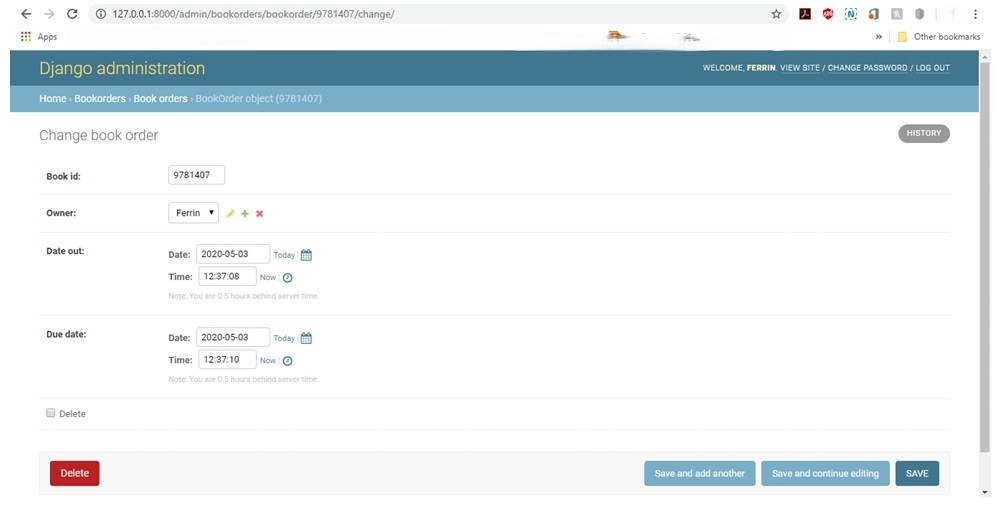 127.0.0.1:8000/admin/bookorders/bookorder/9781407/change/
Apps
» Other bookmarks
Django administration
WELCOME, FERRIN. VIEW SITE / CHANGE PASSWORD / LOG OUT
Home › Bookorders › Book orders › BookOrder object (9781407)
Change book order
HISTORY
Book id: 9781407
Owner: Ferrin
Date out: Date: 2020-05-03 Today |
Time: 12:37:08 Now |
Note: You are 0.5 hours behind server time.
Due date: Date: 2020-05-03 Today |
Time: 12:37:10 Now |
Note: You are 0.5 hours behind server time.
Delete
Delete Save and add another Save and continue editing SAVE